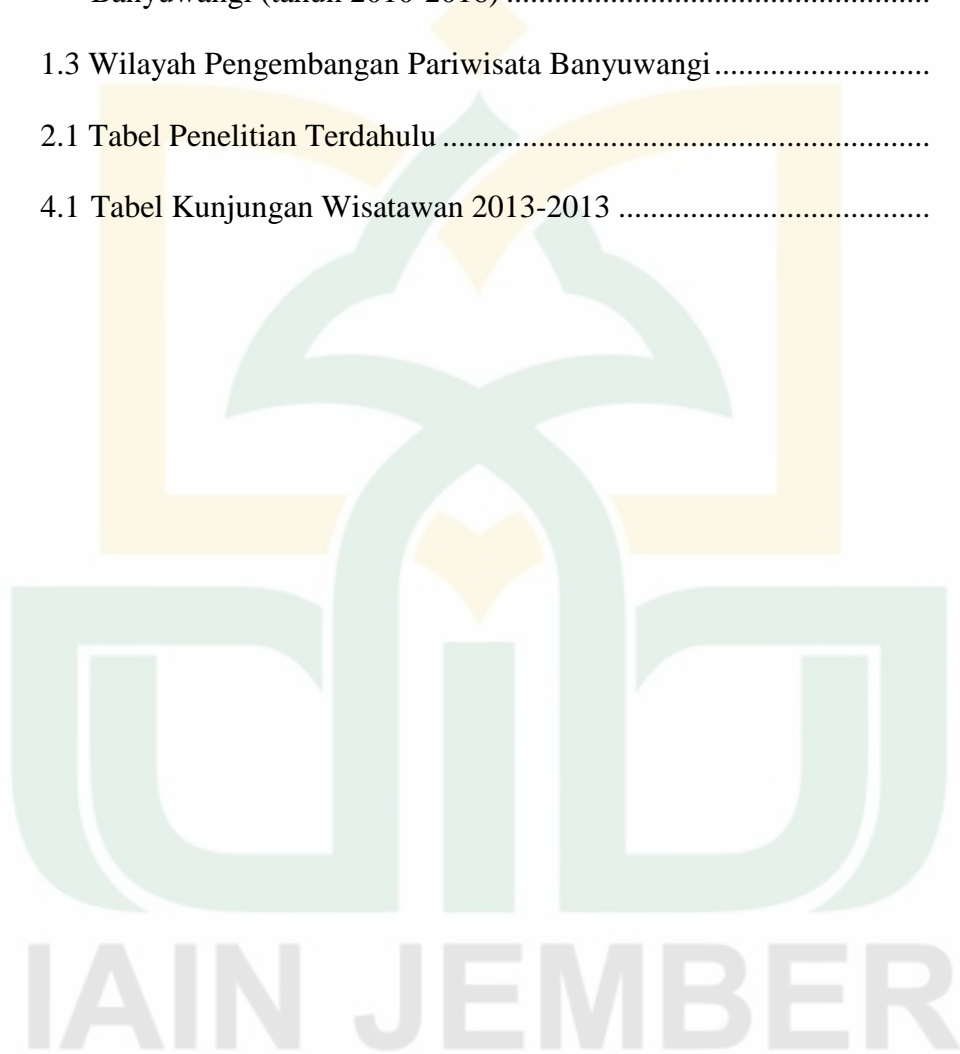 1.3 Wilayah Pengembangan Pariwisata Banyuwangi..........................
2.1 Tabel Penelitian Terdahulu............................................................
4.1 Tabel Kunjungan Wisatawan 2013-2013......................................
IAIN JEMBER